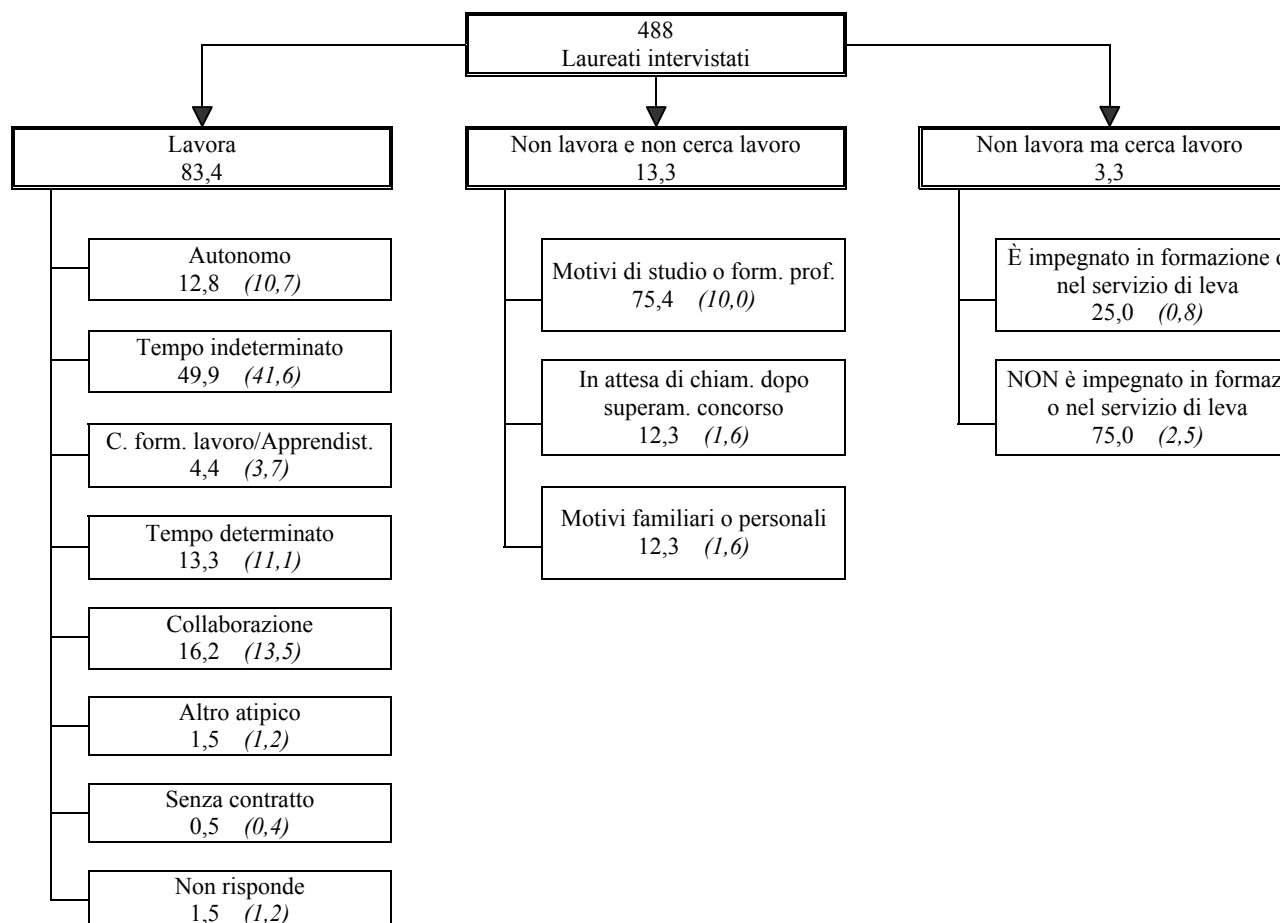 488
Laureati intervistati
Lavora
83,4
Non lavora e non cerca lavoro
13,3
Non lavora ma cerca lavoro
3,3
Autonomo
12,8 (10,7)
Tempo indeterminato
49,9 (41,6)
C. form. lavoro/Apprendist.
4,4 (3,7)
Tempo determinato
13,3 (11,1)
Collaborazione
16,2 (13,5)
Altro atipico
1,5 (1,2)
Senza contratto
0,5 (0,4)
Non risponde
1,5 (1,2)
Motivi di studio o form. prof.
75,4 (10,0)
In attesa di chiam. dopo
superam. concorso
12,3 (1,6)
Motivi familiari o personali
12,3 (1,6)
È impegnato in formazione
nel servizio di leva
25,0 (0,8)
NON è impegnato in
o nel servizio di leva
75,0 (2,5)